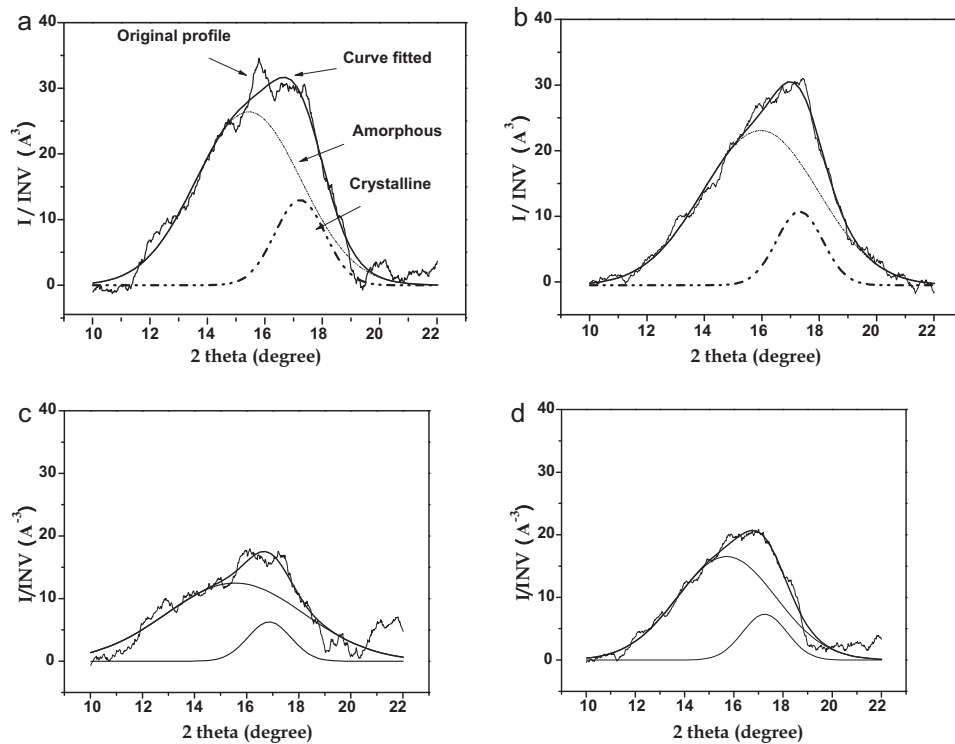 a
40
30
20
10
0
I / INV (A³)
Original profile
Curve fitted
Amorphous
Crystalline
10 12 14 16 18 20 22
2 theta (degree)
b
40
30
20
10
0
I / INV (A³)
10 12 14 16 18 20 22
2 theta (degree)
c
40
30
20
10
0
I/INV (A⁻³)
10 12 14 16 18 20 22
2 theta (degree)
d
40
30
20
10
0
I/INV (A⁻³)
10 12 14 16 18 20 22
2 theta (degree)